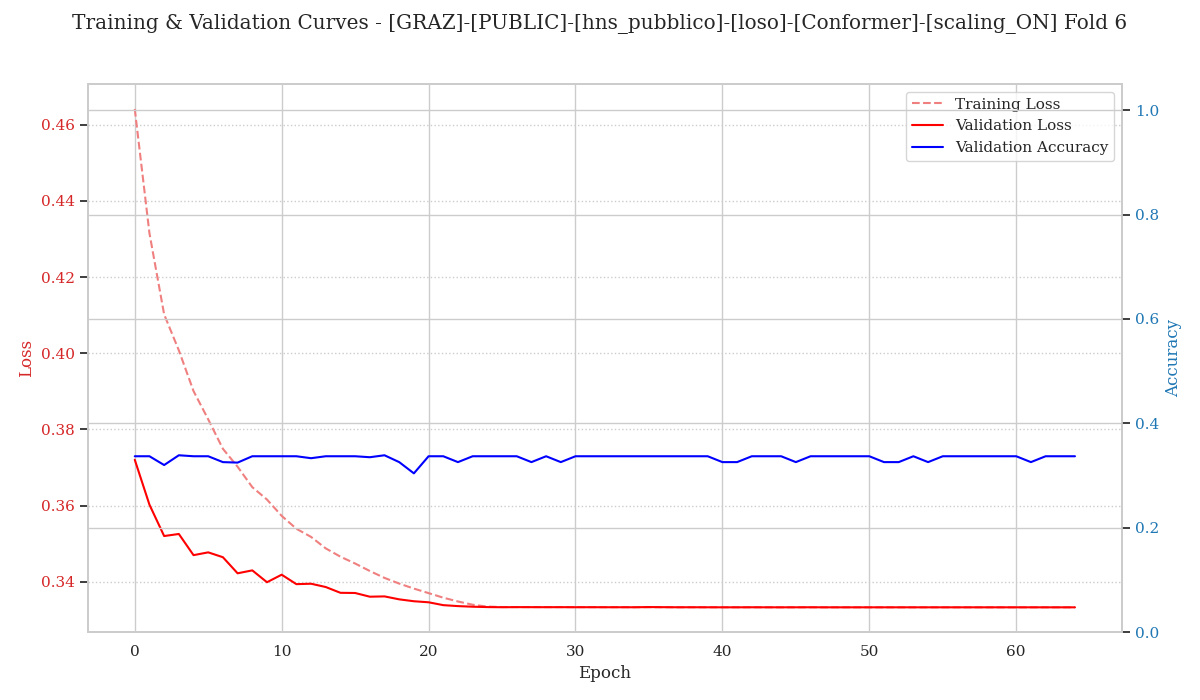 Training & Validation Curves - [GRAZ]-[PUBLIC]-[hns_pubblico]-[loso]-[Conformer]-[scaling_ON] Fold 6
Training Loss
Validation Loss
Validation Accuracy
0.46
0.44
0.42
0.40
0.38
0.36
0.34
Loss
1.0
0.8
0.6
0.4
0.2
0.0
Accuracy
0 10 20 30 40 50 60
Epoch